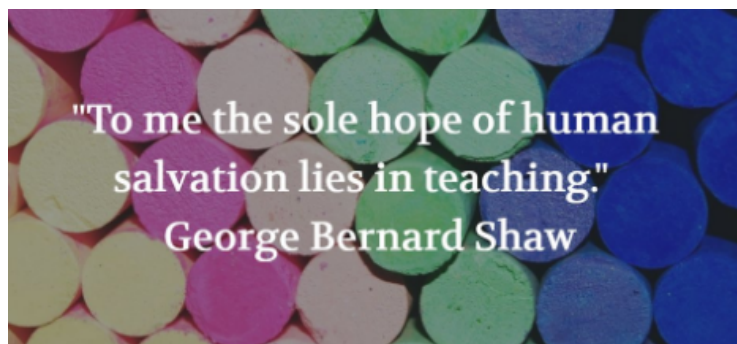 "To me the sole hope of human
salvation lies in teaching."
George Bernard Shaw